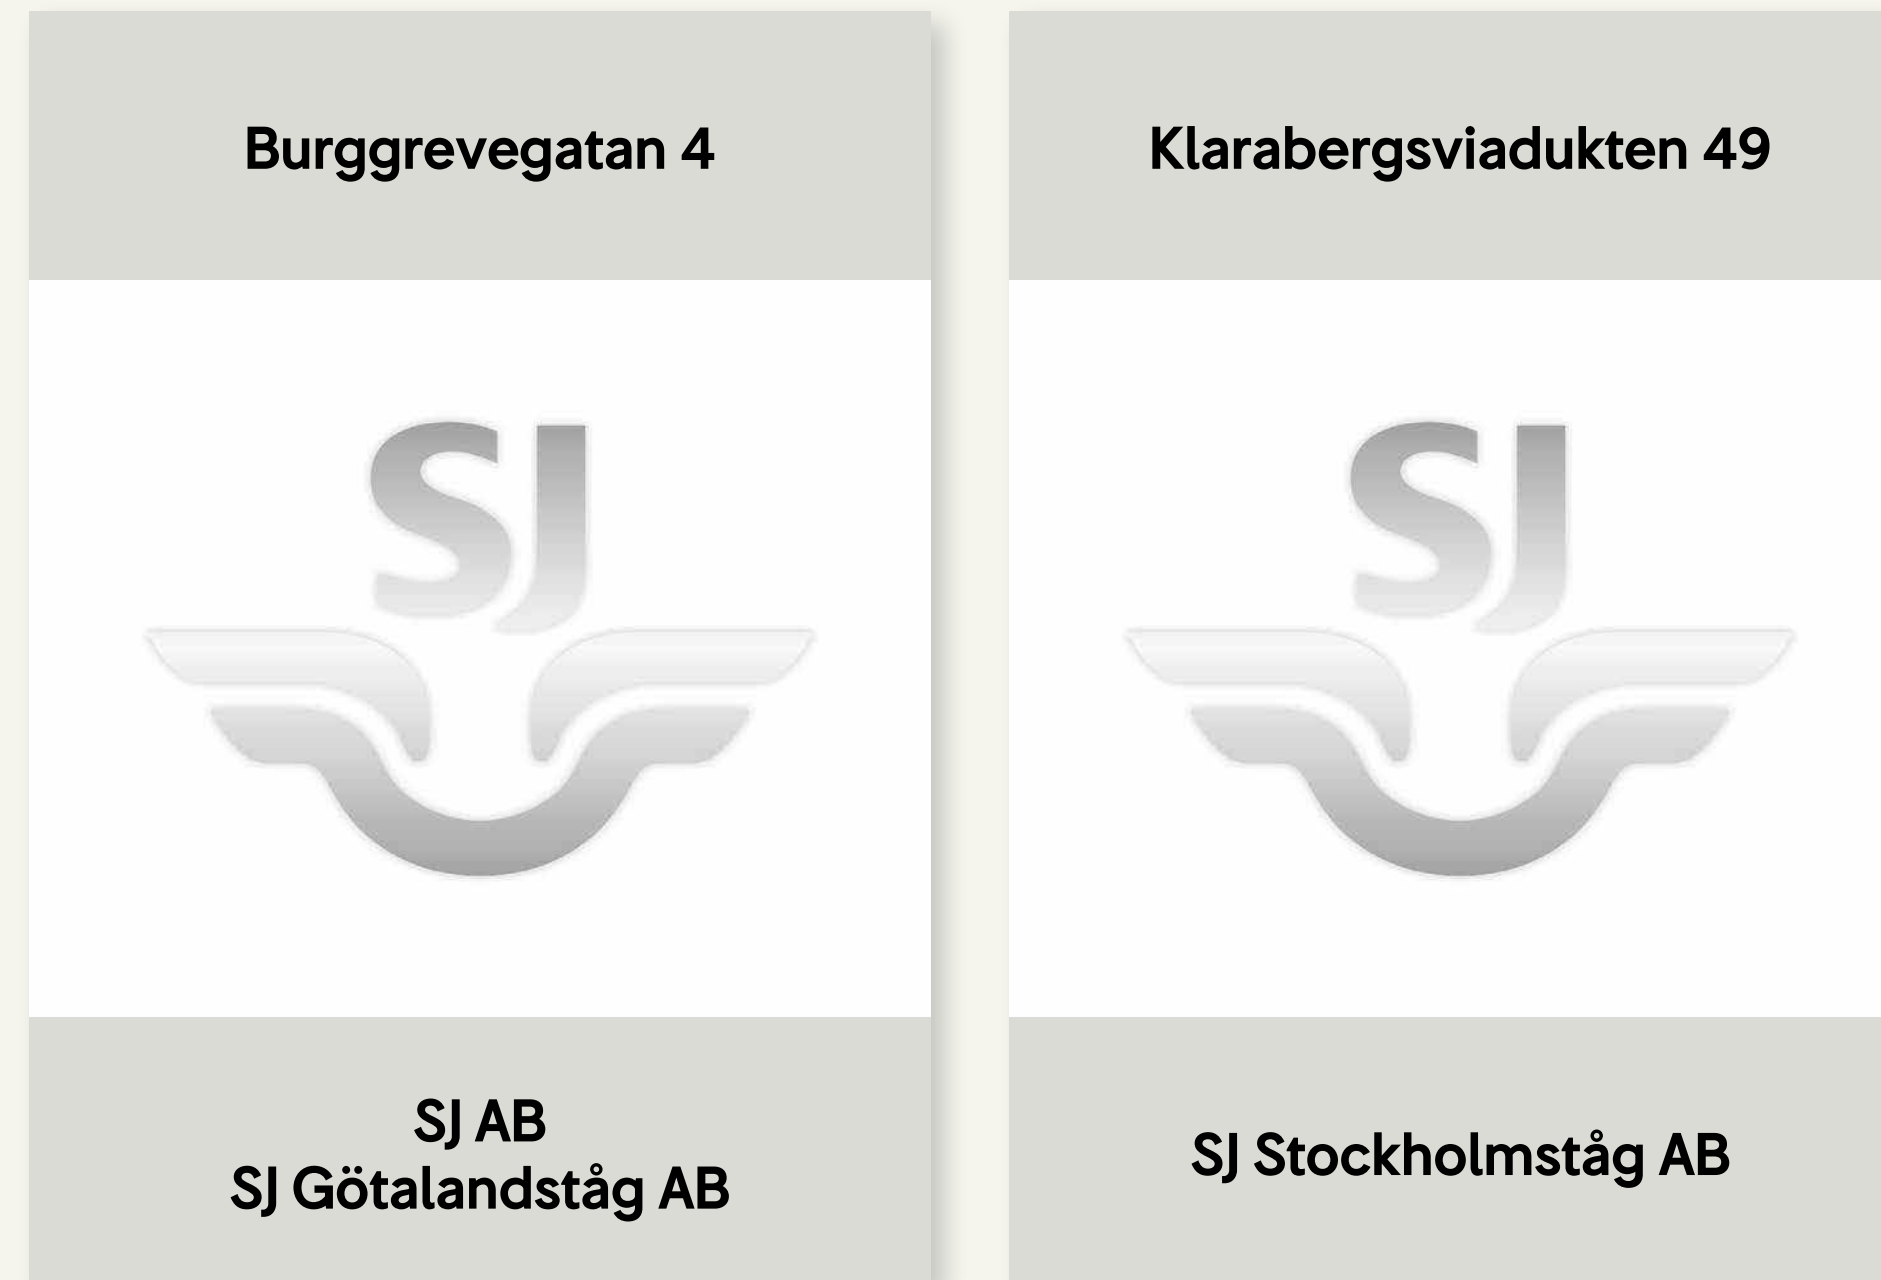 Burggrevegatan 4
SJ
SJ AB
SJ Götalandståg AB
Klarabergsviadukten 49
SJ
SJ Stockholmståg AB